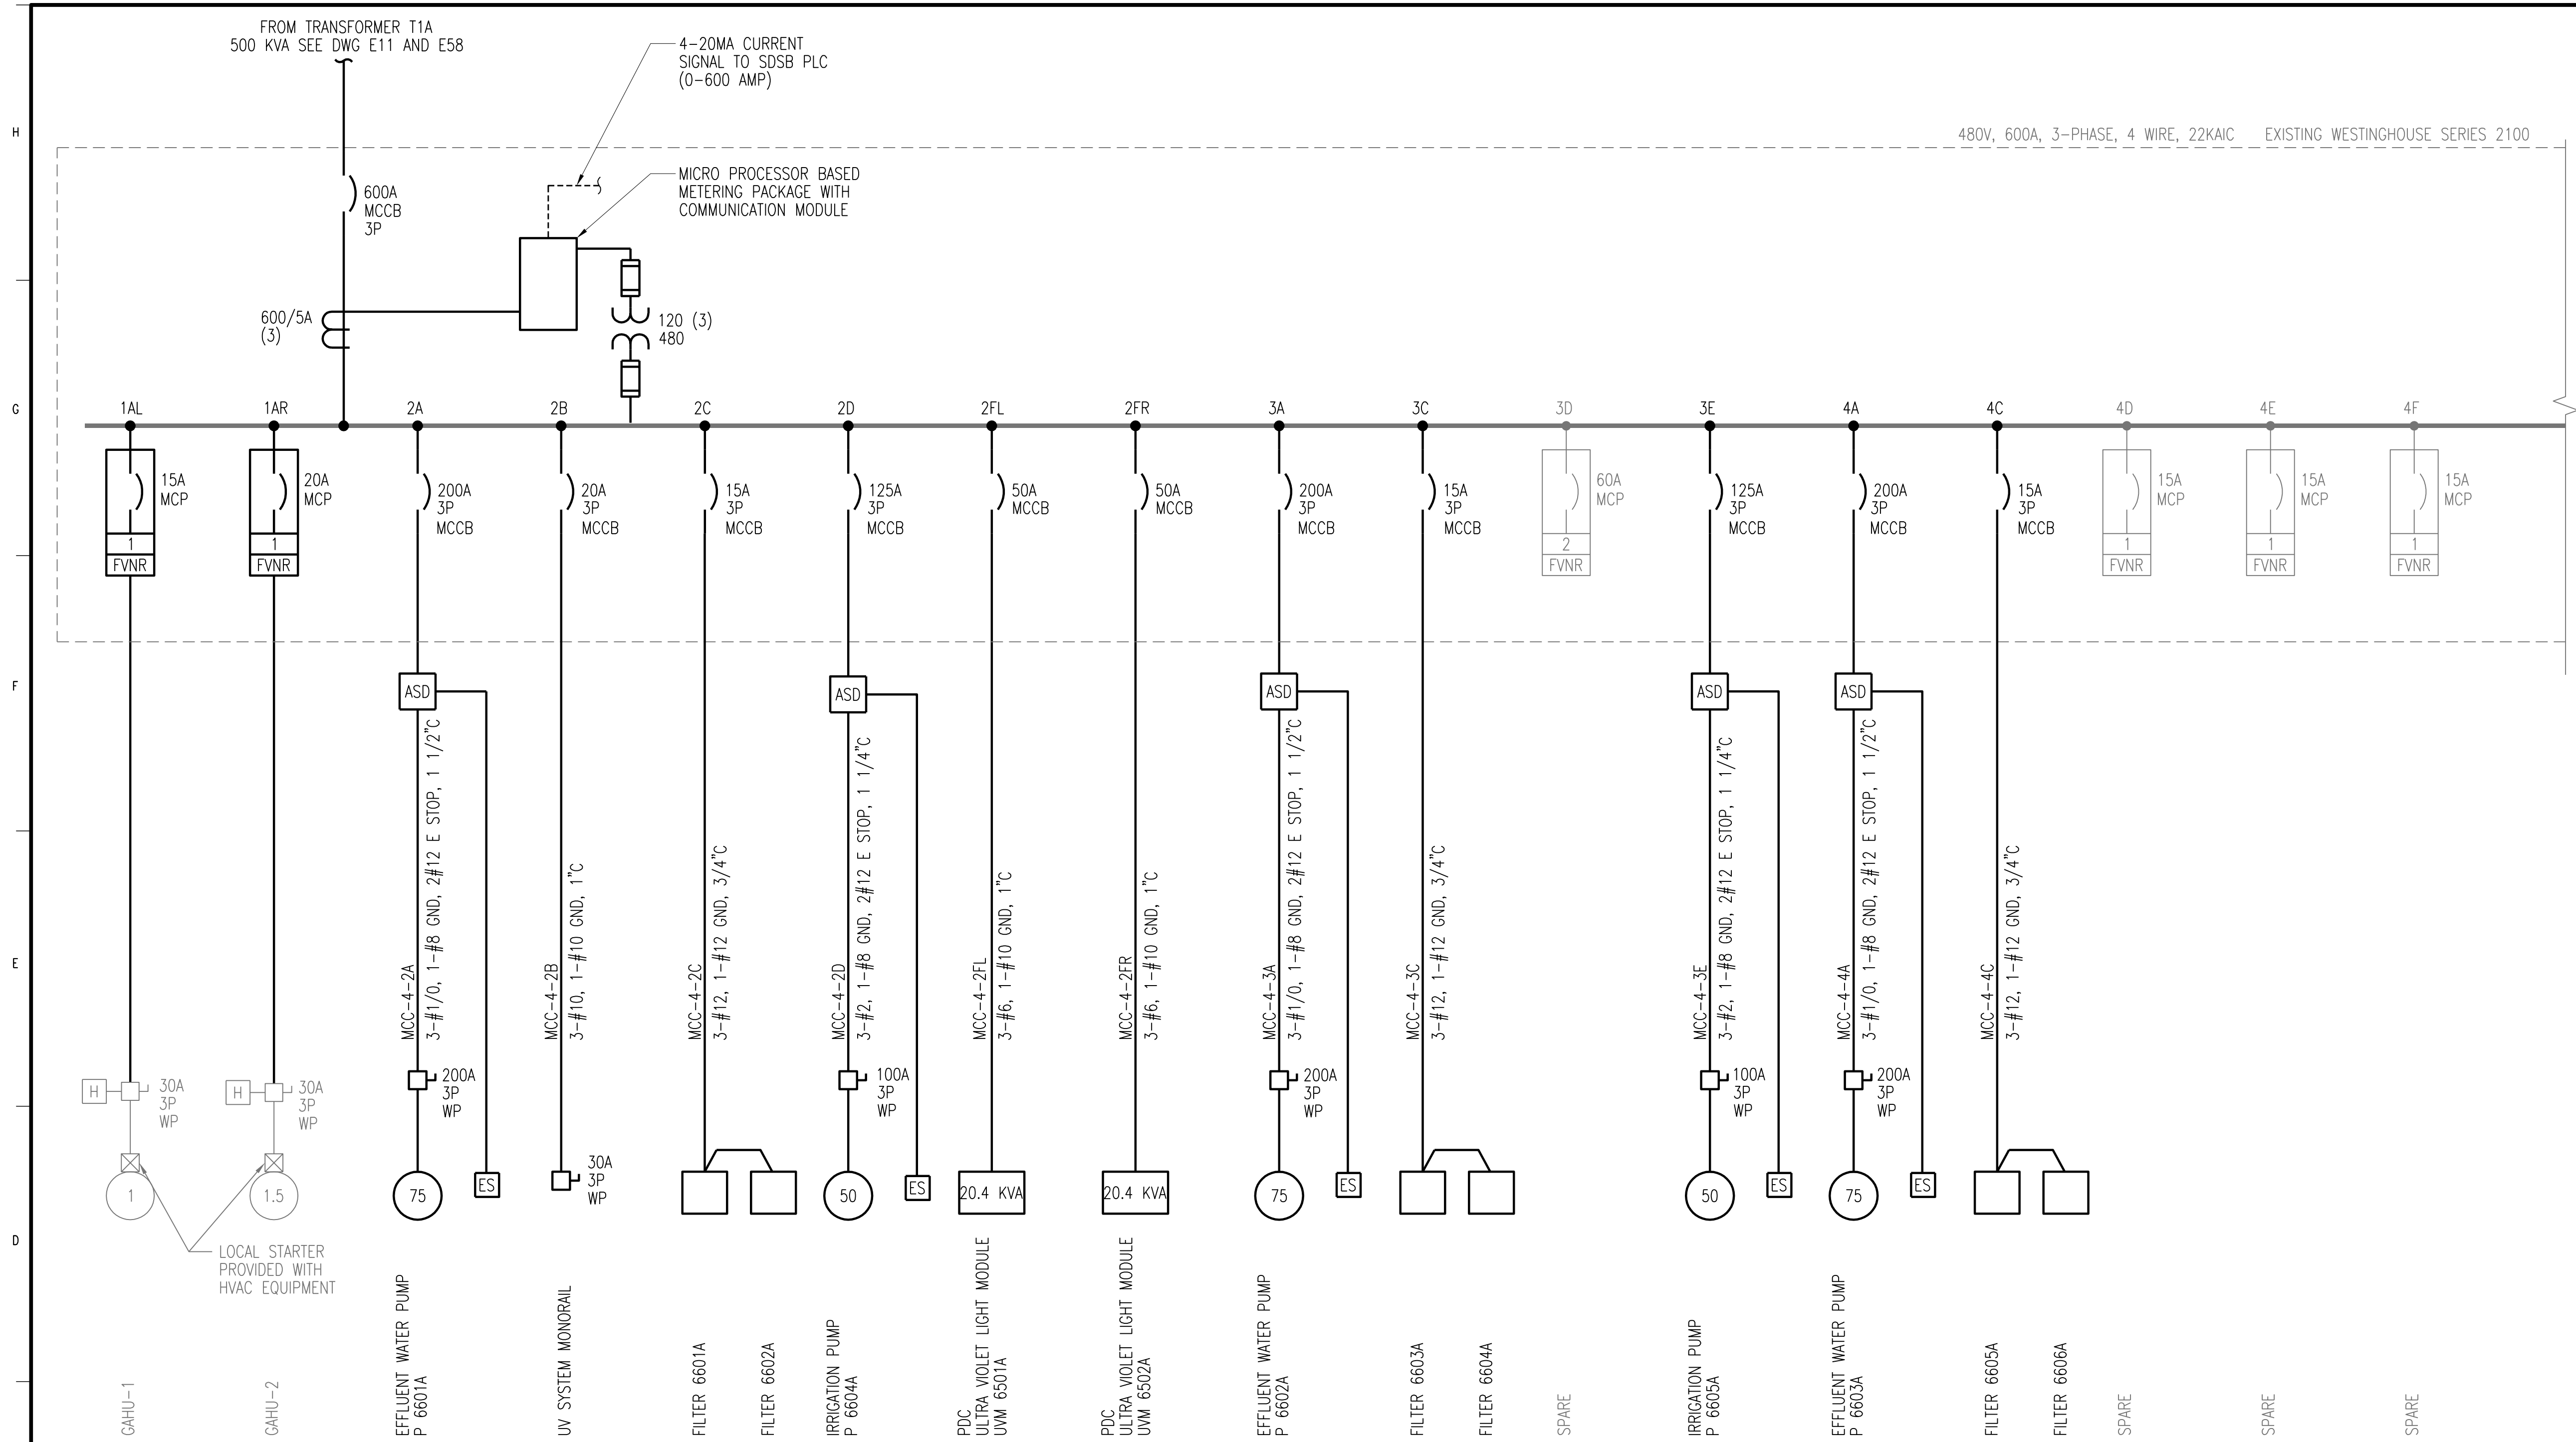 FROM TRANSFORMER T1A
500 KVA SEE DWG E11 AND E58
4-20MA CURRENT
SIGNAL TO SDSB PLC
(0-600 AMP)
H
480V, 600A, 3-PHASE, 4 WIRE, 22KAIC EXISTING WESTINGHOUSE SERIES 2100
MICRO PROCESSOR BASED
METERING PACKAGE WITH
COMMUNICATION MODULE
600A
MCCB
3P
600/5A
(3)
120 (3)
480
G
1AL
1AR
2A
2B
2C
2D
2FL
2FR
3A
3C
3D
3E
4A
4C
4D
4E
4F
15A
MCP
1
FVNR
20A
MCP
1
FVNR
200A
3P
MCCB
20A
3P
MCCB
15A
3P
MCCB
125A
3P
MCCB
50A
MCCB
50A
MCCB
200A
3P
MCCB
15A
3P
MCCB
60A
MCP
2
FVNR
125A
3P
MCCB
200A
3P
MCCB
15A
3P
MCCB
15A
MCP
1
FVNR
15A
MCP
1
FVNR
15A
MCP
1
FVNR
F
ASD
ASD
ASD
ASD
ASD
E
MCC-4-2A
3-#1/0, 1-#8 GND, 2#12 E STOP, 1 1/2"C
MCC-4-2B
3-#10, 1-#10 GND, 1"C
MCC-4-2C
3-#12, 1-#12 GND, 3/4"C
MCC-4-2D
3-#2, 1-#8 GND, 2#12 E STOP, 1 1/4"C
MCC-4-2FL
3-#6, 1-#10 GND, 1"C
MCC-4-2FR
3-#6, 1-#10 GND, 1"C
MCC-4-3A
3-#1/0, 1-#8 GND, 2#12 E STOP, 1 1/2"C
MCC-4-3C
3-#12, 1-#12 GND, 3/4"C
MCC-4-3E
3-#2, 1-#8 GND, 2#12 E STOP, 1 1/4"C
MCC-4-4A
3-#1/0, 1-#8 GND, 2#12 E STOP, 1 1/2"C
MCC-4-4C
3-#12, 1-#12 GND, 3/4"C
H
30A
3P
WP
H
30A
3P
WP
200A
3P
WP
30A
3P
WP
100A
3P
WP
200A
3P
WP
100A
3P
WP
200A
3P
WP
1
1.5
75
ES
50
ES
20.4 KVA
20.4 KVA
75
ES
50
ES
75
ES
D
LOCAL STARTER
PROVIDED WITH
HVAC EQUIPMENT
GAHU-1
GAHU-2
EFFLUENT WATER PUMP
P 6601A
UV SYSTEM MONORAIL
FILTER 6601A
FILTER 6602A
IRRIGATION PUMP
P 6604A
PDC
ULTRA VIOLET LIGHT MODULE
UVM 6501A
PDC
ULTRA VIOLET LIGHT MODULE
UVM 6502A
EFFLUENT WATER PUMP
P 6602A
FILTER 6603A
FILTER 6604A
SPARE
IRRIGATION PUMP
P 6605A
EFFLUENT WATER PUMP
P 6603A
FILTER 6605A
FILTER 6606A
SPARE
SPARE
SPARE